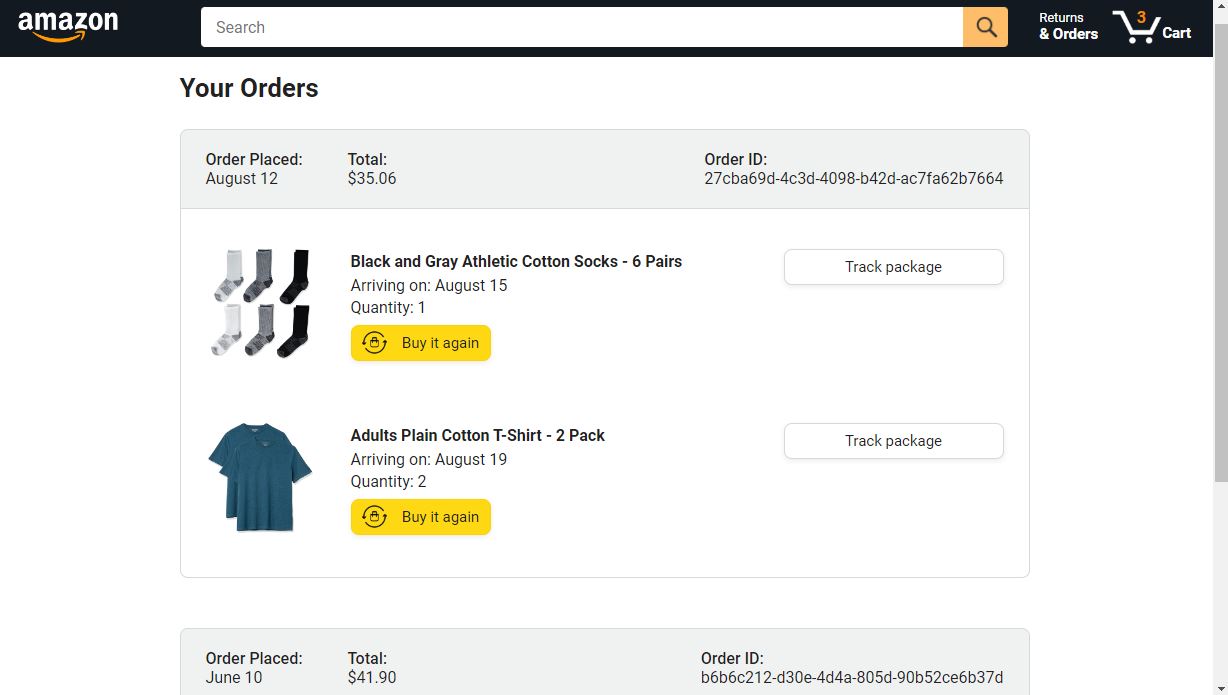 amazon
Search
Returns
& Orders
3
Cart
Your Orders
Order Placed:
August 12
Total:
$35.06
Order ID:
27cba69d-4c3d-4098-b42d-ac7fa62b7664
Black and Gray Athletic Cotton Socks - 6 Pairs
Arriving on: August 15
Quantity: 1
Buy it again
Track package
Adults Plain Cotton T-Shirt - 2 Pack
Arriving on: August 19
Quantity: 2
Buy it again
Track package
Order Placed:
June 10
Total:
$41.90
Order ID:
b6b6c212-d30e-4d4a-805d-90b52ce6b37d